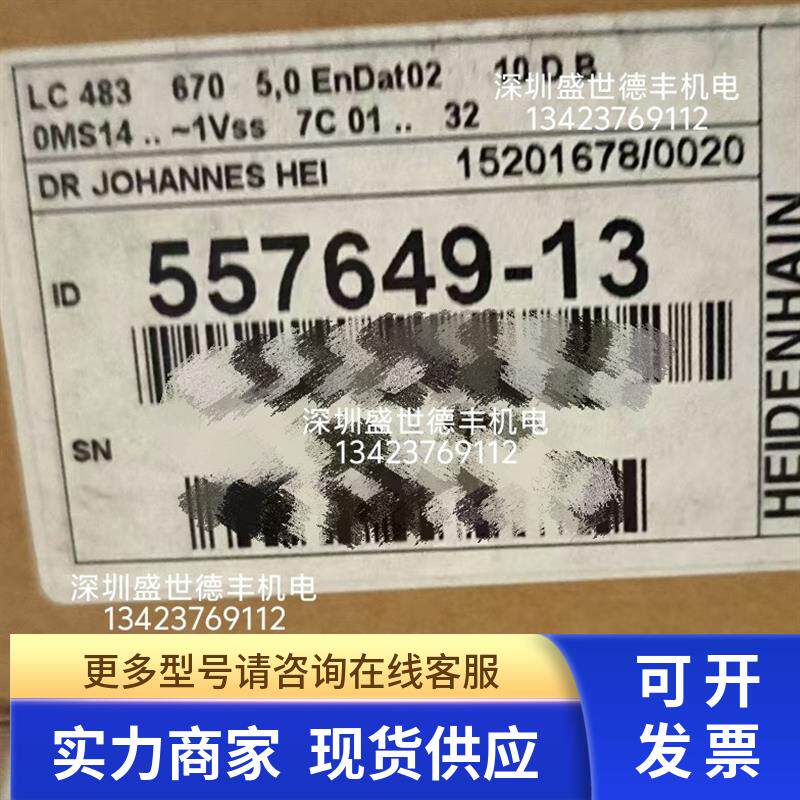 LC 483 670 5,0 EnDat02 10 D.B
深圳盛世德丰机电
13423769112
0MS14 .. ~1Vss 7C 01 .. 32
DR JOHANNES HEI 15201678/0020
ID 557649-13
HEIDENHAIN
深圳盛世德丰机电
13423769112
SN
深圳盛世德丰机电
13423769112
更多型号请咨询在线客服
实力商家 现货供应
可开
发票